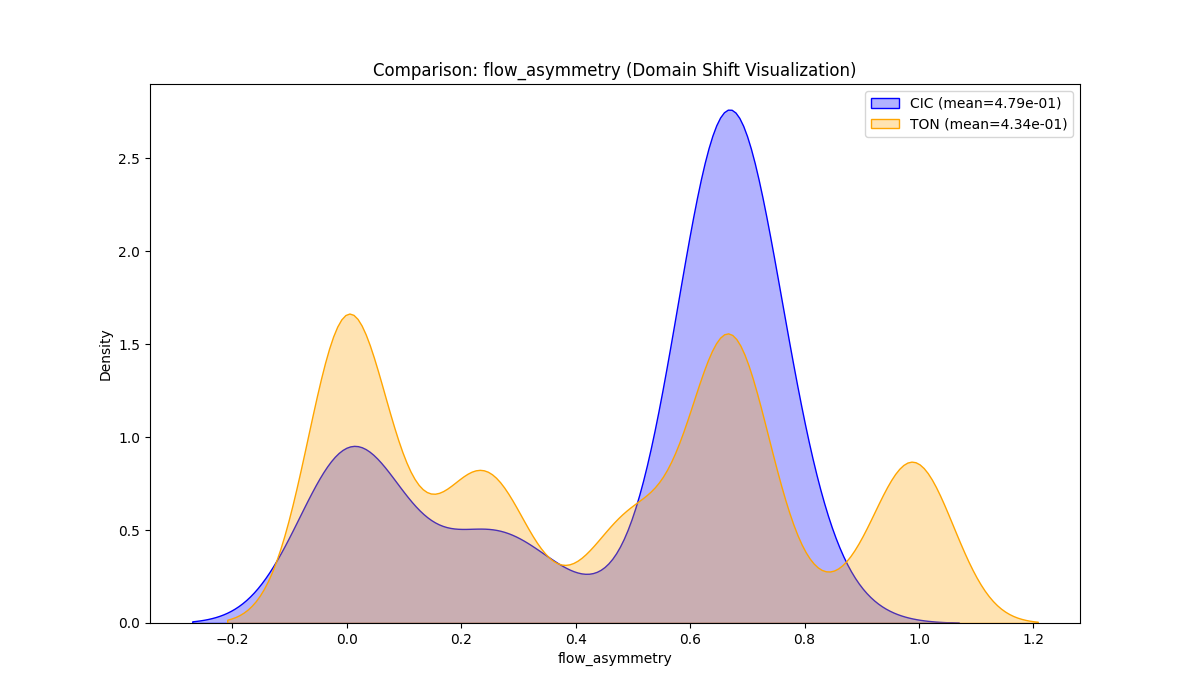 Comparison: flow_asymmetry (Domain Shift Visualization)
CIC (mean=4.79e-01)
TON (mean=4.34e-01)
2.5
2.0
1.5
1.0
0.5
0.0
Density
−0.2 0.0 0.2 0.4 0.6 0.8 1.0 1.2
flow_asymmetry